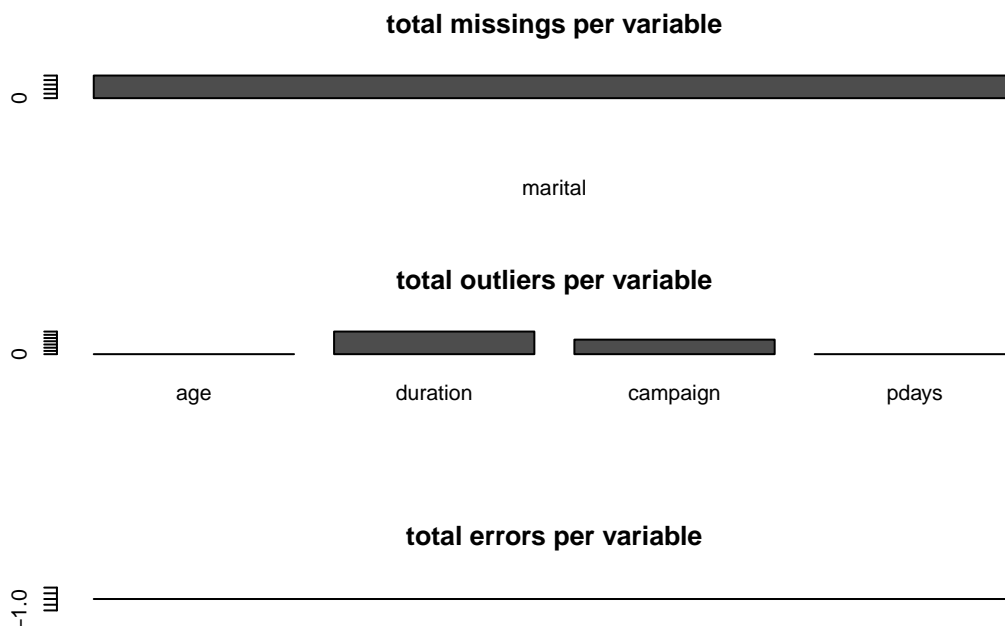 total missings per variable
0
marital
total outliers per variable
0
age duration campaign pdays
total errors per variable
−1.0